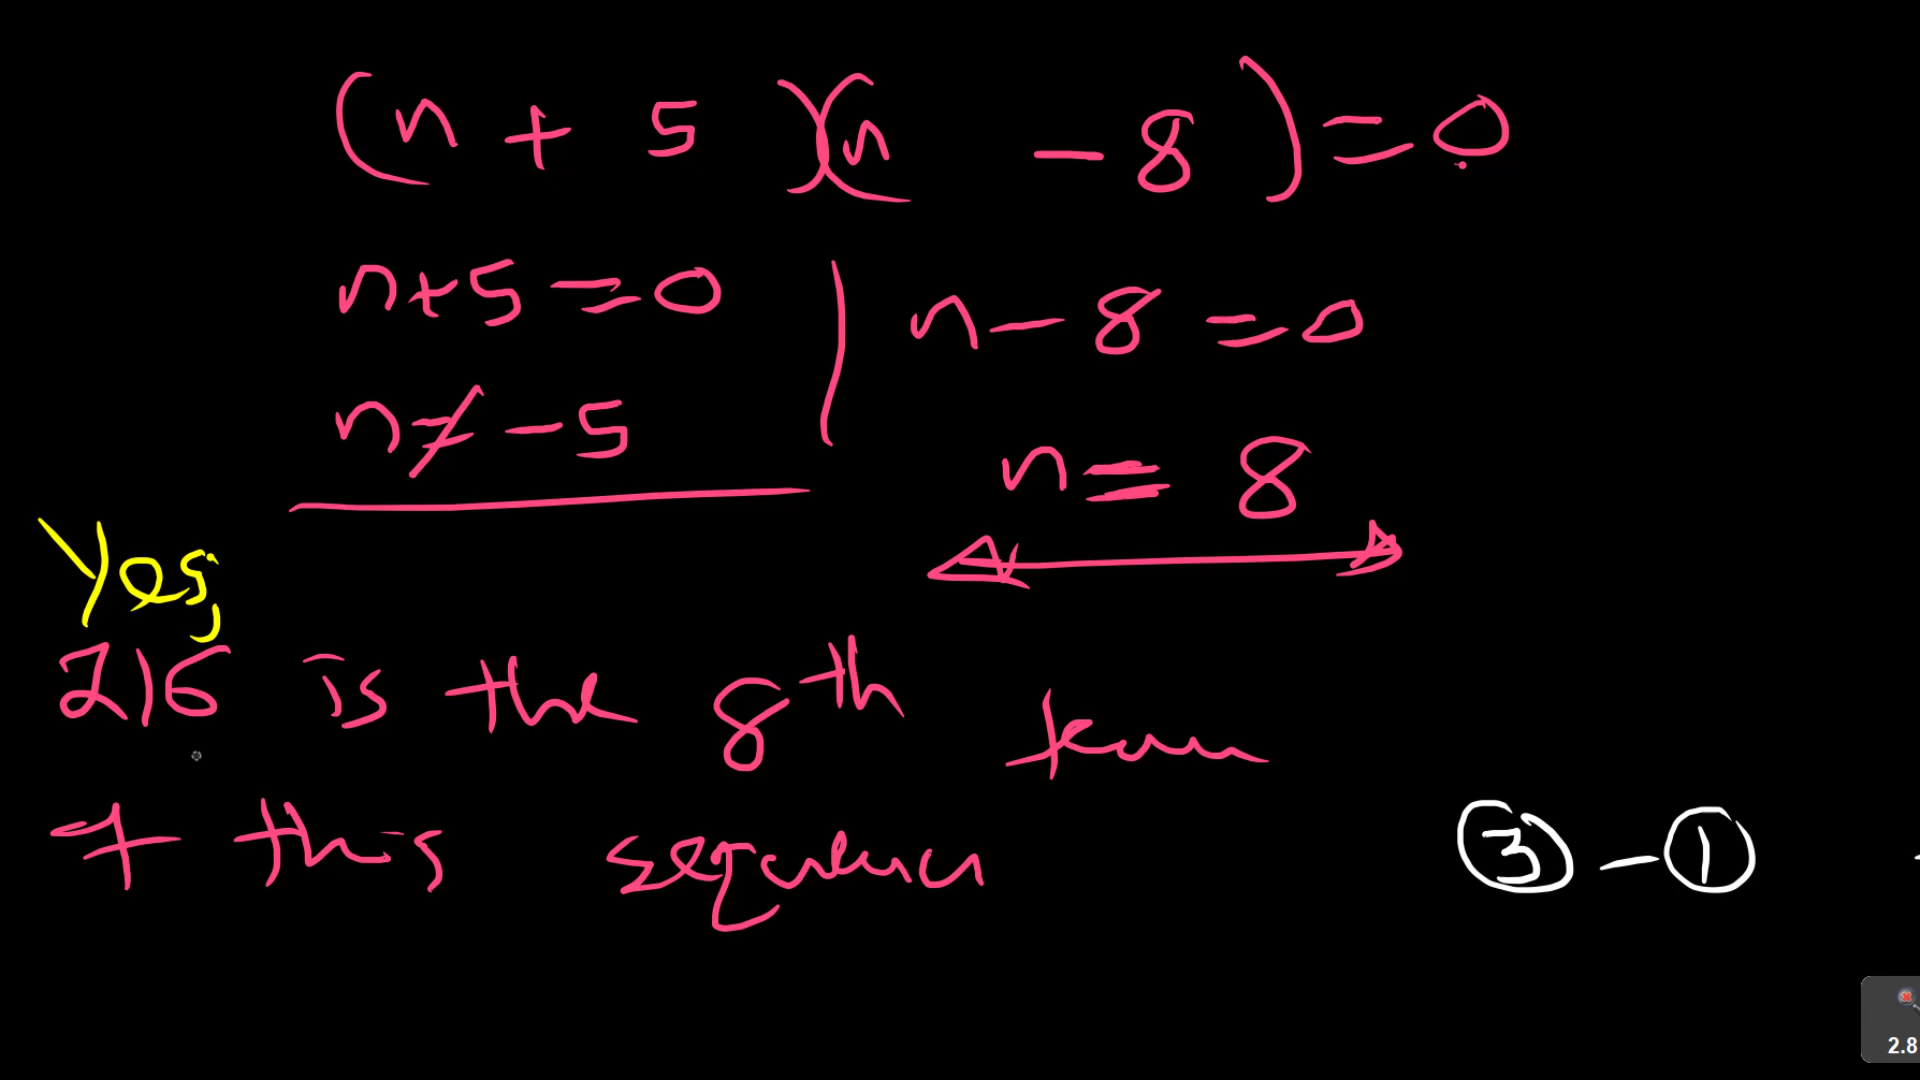 (n + 5)(n - 8) = 0
n+5=0 | n-8=0
n≠-5
n=8
Yes,
216 is the 8th term
of this sequence
③ - ①
2.8